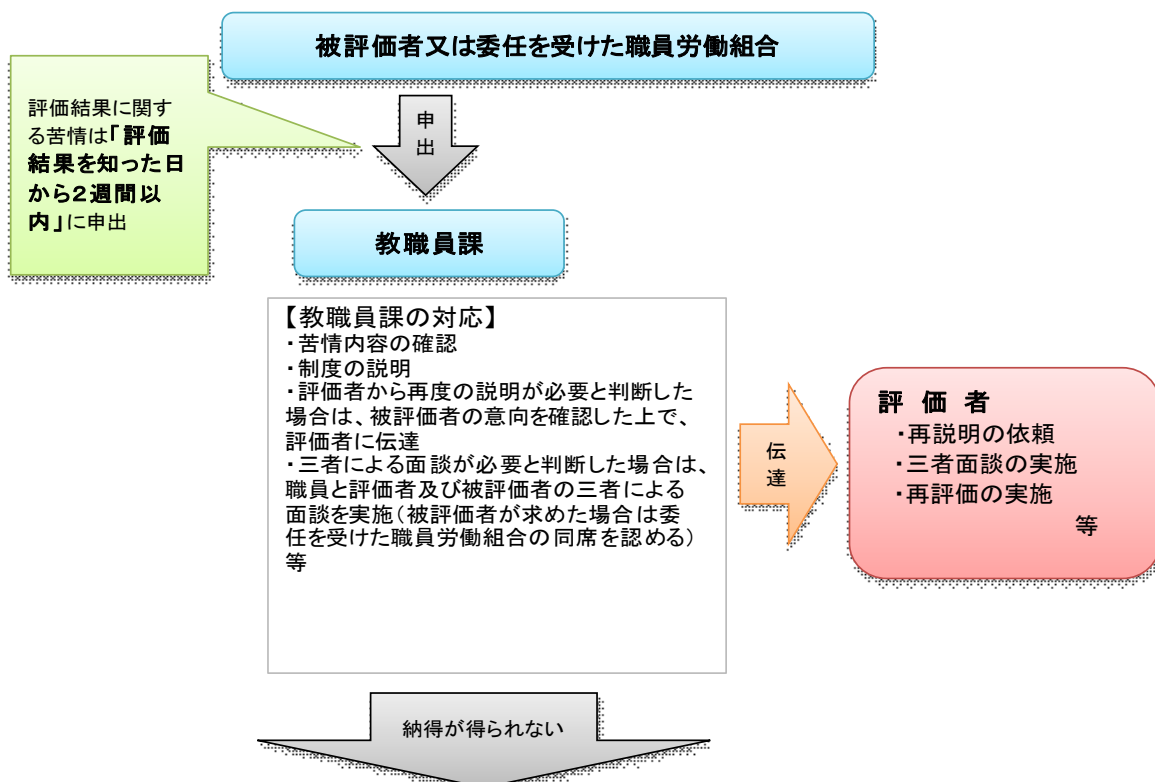 被評価者又は委任を受けた職員労働組合
評価結果に関す
る苦情は「評価
結果を知った日
から2週間以
内」に申出
申
出
教職員課
【教職員課の対応】
・苦情内容の確認
・制度の説明
・評価者から再度の説明が必要と判断した
場合は、被評価者の意向を確認した上で、
評価者に伝達
・三者による面談が必要と判断した場合は、
職員と評価者及び被評価者の三者による
面談を実施(被評価者が求めた場合は委
任を受けた職員労働組合の同席を認める)
等
伝
達
評 価 者
・再説明の依頼
・三者面談の実施
・再評価の実施
等
納得が得られない